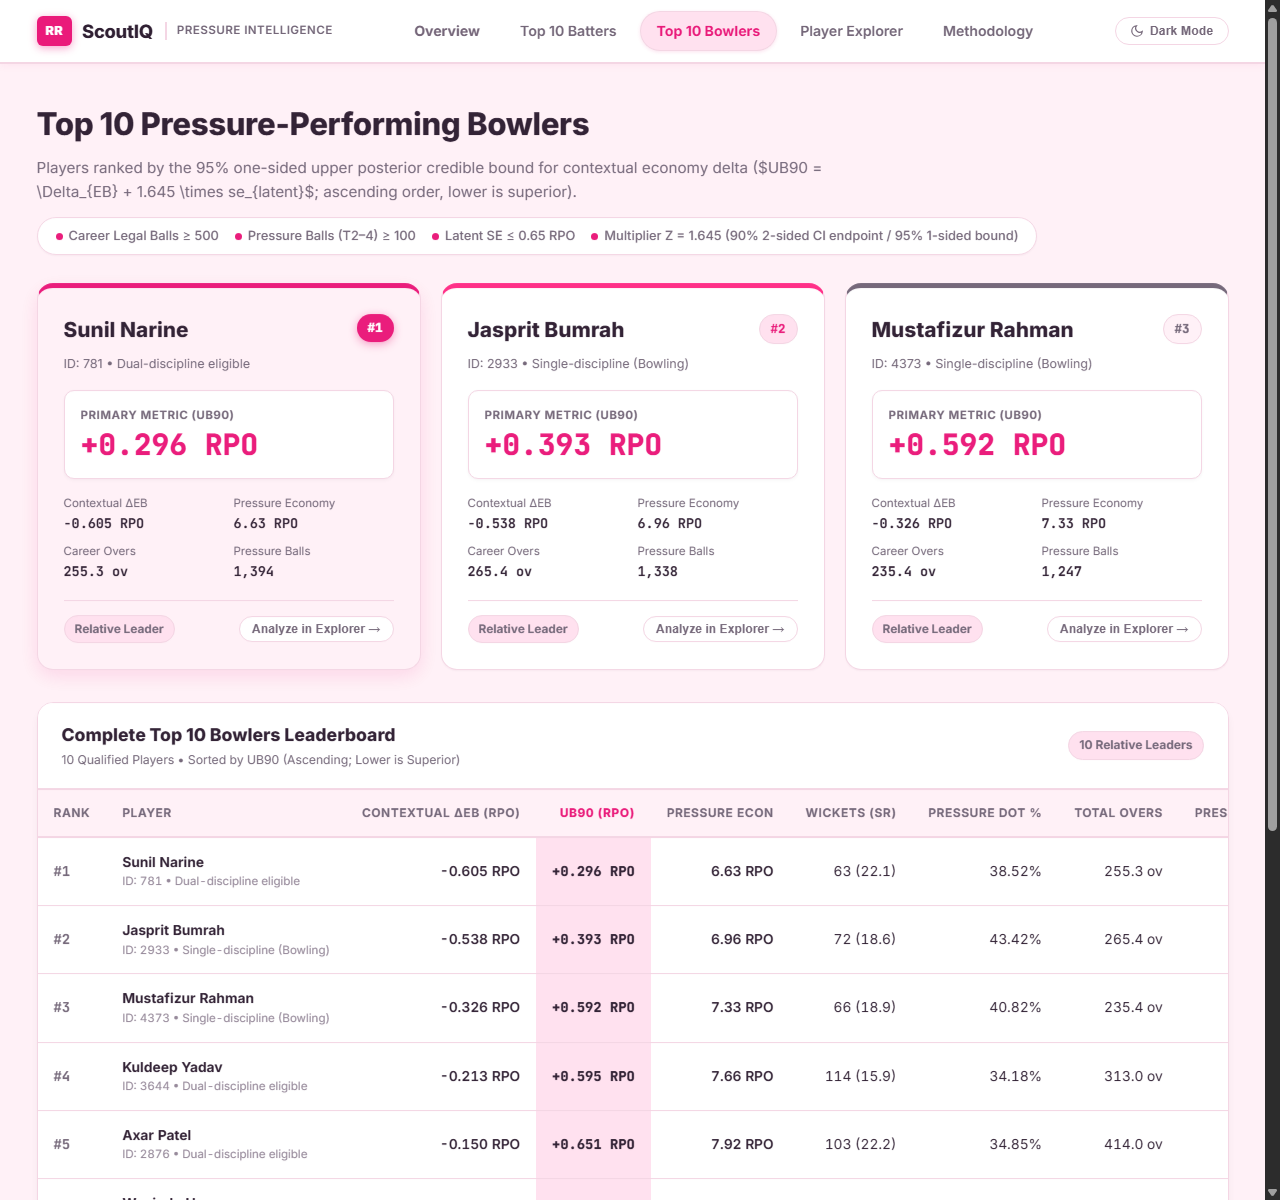 RR ScoutIQ PRESSURE INTELLIGENCE Overview Top 10 Batters Top 10 Bowlers Player Explorer Methodology Dark Mode
Top 10 Pressure-Performing Bowlers
Players ranked by the 95% one-sided upper posterior credible bound for contextual economy delta ($UB90 =
\Delta_{EB} + 1.645 \times se_{latent}$; ascending order, lower is superior).
Career Legal Balls ≥ 500 Pressure Balls (T2–4) ≥ 100 Latent SE ≤ 0.65 RPO Multiplier Z = 1.645 (90% 2-sided CI endpoint / 95% 1-sided bound)
Sunil Narine #1
ID: 781 • Dual-discipline eligible
PRIMARY METRIC (UB90)
+0.296 RPO
Contextual ΔEB Pressure Economy
-0.605 RPO 6.63 RPO
Career Overs Pressure Balls
255.3 ov 1,394
Relative Leader Analyze in Explorer →
Jasprit Bumrah #2
ID: 2933 • Single-discipline (Bowling)
PRIMARY METRIC (UB90)
+0.393 RPO
Contextual ΔEB Pressure Economy
-0.538 RPO 6.96 RPO
Career Overs Pressure Balls
265.4 ov 1,338
Relative Leader Analyze in Explorer →
Mustafizur Rahman #3
ID: 4373 • Single-discipline (Bowling)
PRIMARY METRIC (UB90)
+0.592 RPO
Contextual ΔEB Pressure Economy
-0.326 RPO 7.33 RPO
Career Overs Pressure Balls
235.4 ov 1,247
Relative Leader Analyze in Explorer →
Complete Top 10 Bowlers Leaderboard
10 Qualified Players • Sorted by UB90 (Ascending; Lower is Superior)
10 Relative Leaders
RANK PLAYER CONTEXTUAL ΔEB (RPO) UB90 (RPO) PRESSURE ECON WICKETS (SR) PRESSURE DOT % TOTAL OVERS PRES
#1 Sunil Narine -0.605 RPO +0.296 RPO 6.63 RPO 63 (22.1) 38.52% 255.3 ov
ID: 781 • Dual-discipline eligible
#2 Jasprit Bumrah -0.538 RPO +0.393 RPO 6.96 RPO 72 (18.6) 43.42% 265.4 ov
ID: 2933 • Single-discipline (Bowling)
#3 Mustafizur Rahman -0.326 RPO +0.592 RPO 7.33 RPO 66 (18.9) 40.82% 235.4 ov
ID: 4373 • Single-discipline (Bowling)
#4 Kuldeep Yadav -0.213 RPO +0.595 RPO 7.66 RPO 114 (15.9) 34.18% 313.0 ov
ID: 3644 • Dual-discipline eligible
#5 Axar Patel -0.150 RPO +0.651 RPO 7.92 RPO 103 (22.2) 34.85% 414.0 ov
ID: 2876 • Dual-discipline eligible